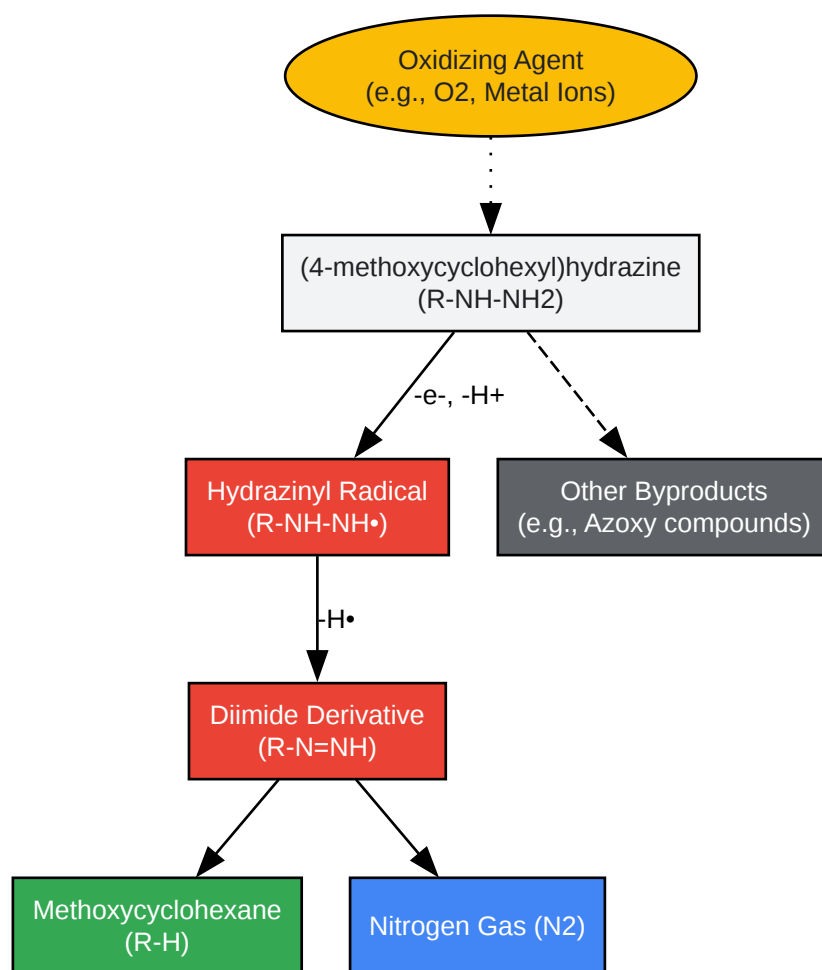 Oxidizing Agent
(e.g., O2, Metal Ions)
(4-methoxycyclohexyl)hydrazine
(R-NH-NH2)
-e-, -H+
Hydrazinyl Radical
(R-NH-NH•)
Other Byproducts
(e.g., Azoxy compounds)
-H•
Diimide Derivative
(R-N=NH)
Methoxycyclohexane
(R-H)
Nitrogen Gas (N2)